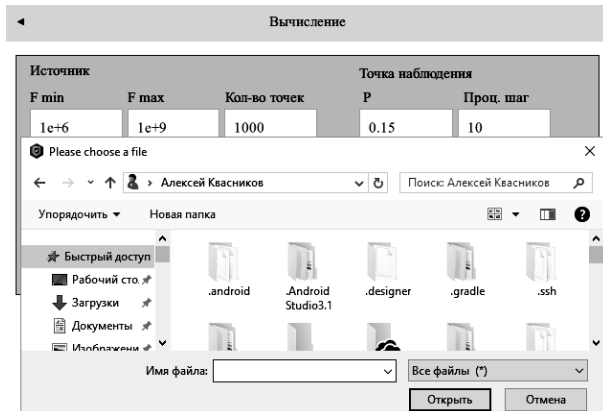 Вычисление
Источник Точка наблюдения
F min F max Кол-во точек P Проц. шаг
1e+6 1e+9 1000 0.15 10
Please choose a file
Алексей Квасников Поиск: Алексей Квасников
Упорядочить Новая папка
Быстрый доступ
Рабочий сто.
Загрузки
Документы
Изображени
.android .Android Studio3.1 .designer .gradle .ssh
Имя файла: Все файлы (*)
Открыть Отмена